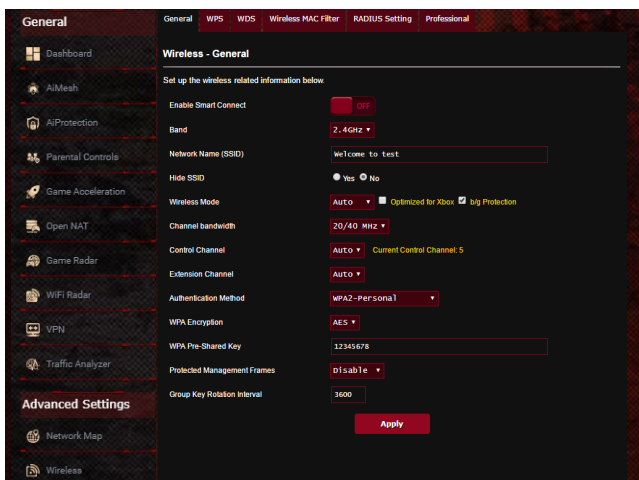 General
Dashboard
AiMesh
AiProtection
Parental Controls
Game Acceleration
Open NAT
Game Radar
WiFi Radar
VPN
Traffic Analyzer
Advanced Settings
Network Map
Wireless
General WPS WDS Wireless MAC Filter RADIUS Setting Professional
Wireless - General
Set up the wireless related information below.
Enable Smart Connect OFF
Band 2.4GHz
Network Name (SSID) Welcome to test
Hide SSID Yes No
Wireless Mode Auto Optimized for Xbox b/g Protection
Channel bandwidth 20/40 MHz
Control Channel Auto Current Control Channel: 5
Extension Channel Auto
Authentication Method WPA2-Personal
WPA Encryption AES
WPA Pre-Shared Key 12345678
Protected Management Frames Disable
Group Key Rotation Interval 3600
Apply